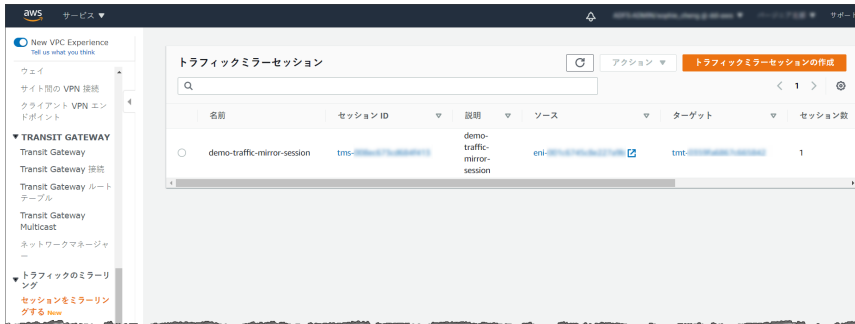 aws サービス ▼ サポート
New VPC Experience
Tell us what you think
ウェイ
サイト間の VPN 接続
クライアント VPN エン
ドポイント
▼ TRANSIT GATEWAY
Transit Gateway
Transit Gateway 接続
Transit Gateway ルート
テーブル
Transit Gateway
Multicast
ネットワークマネージャ
ー
▼ トラフィックのミラーリ
ング
セッションをミラーリン
グする New
トラフィックミラーセッション アクション ▼ トラフィックミラーセッションの作成
< 1 >
名前 セッション ID 説明 ソース ターゲット セッション数
demo-traffic-mirror-session tms- demo-
traffic-
mirror-
session eni- tmt- 1